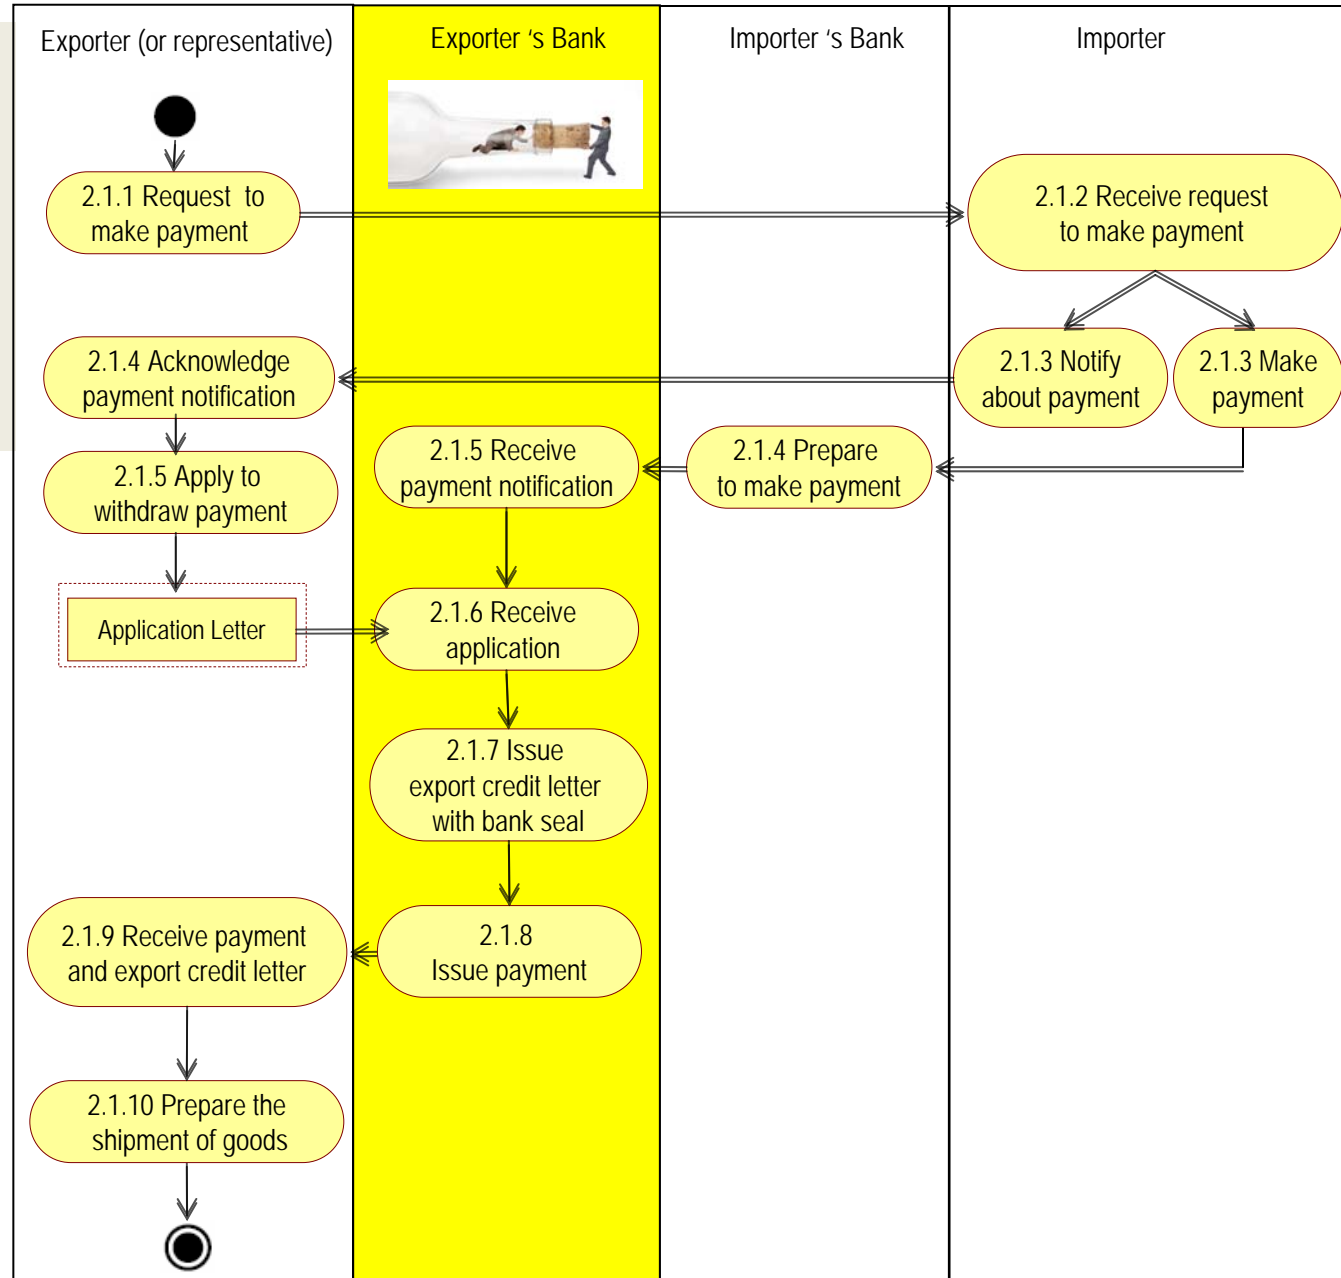 Exporter (or representative)
Exporter ‘s Bank
Importer ‘s Bank
Importer
2.1.1 Request to
make payment
2.1.2 Receive request
to make payment
2.1.3 Notify
about payment
2.1.3 Make
payment
2.1.4 Acknowledge
payment notification
2.1.4 Prepare
to make payment
2.1.5 Receive
payment notification
2.1.5 Apply to
withdraw payment
Application Letter
2.1.6 Receive
application
2.1.7 Issue
export credit letter
with bank seal
2.1.8
Issue payment
2.1.9 Receive payment
and export credit letter
2.1.10 Prepare the
shipment of goods